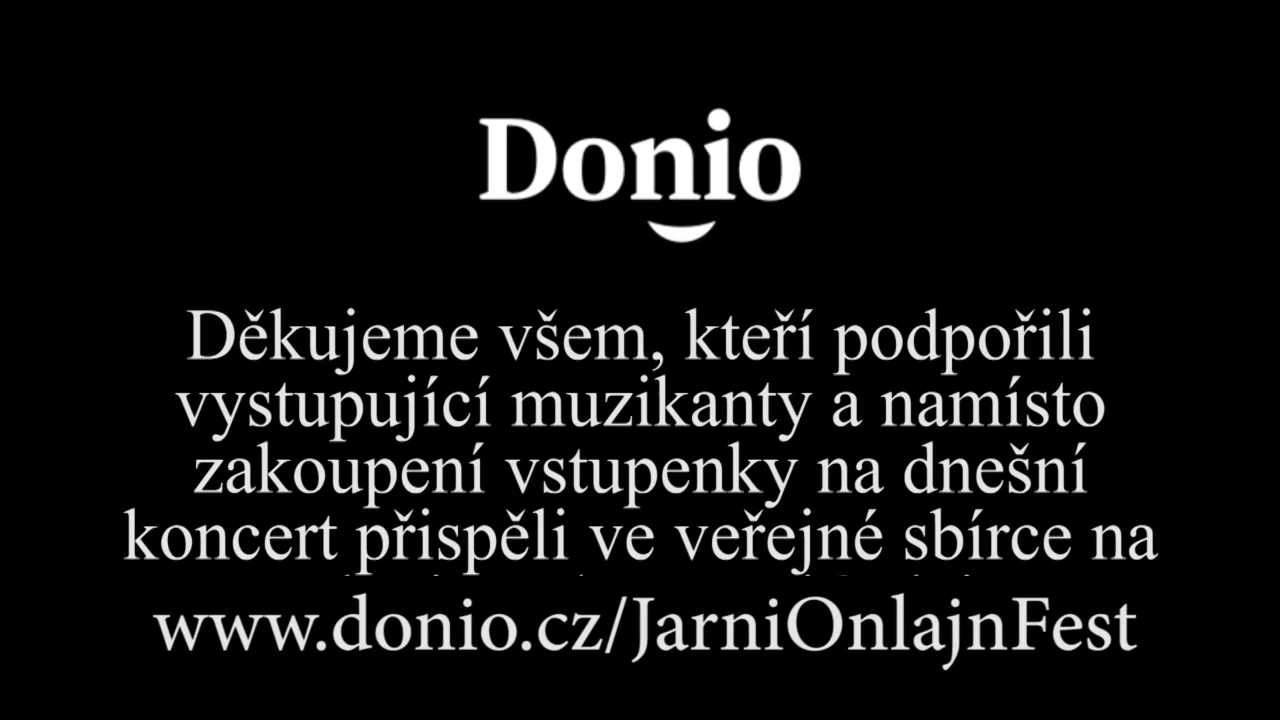 Donio
Děkujeme všem, kteří podpořili
vystupující muzikanty a namísto
zakoupení vstupenky na dnešní
koncert přispěli ve veřejné sbírce na
www.donio.cz/JarniOnlajnFest